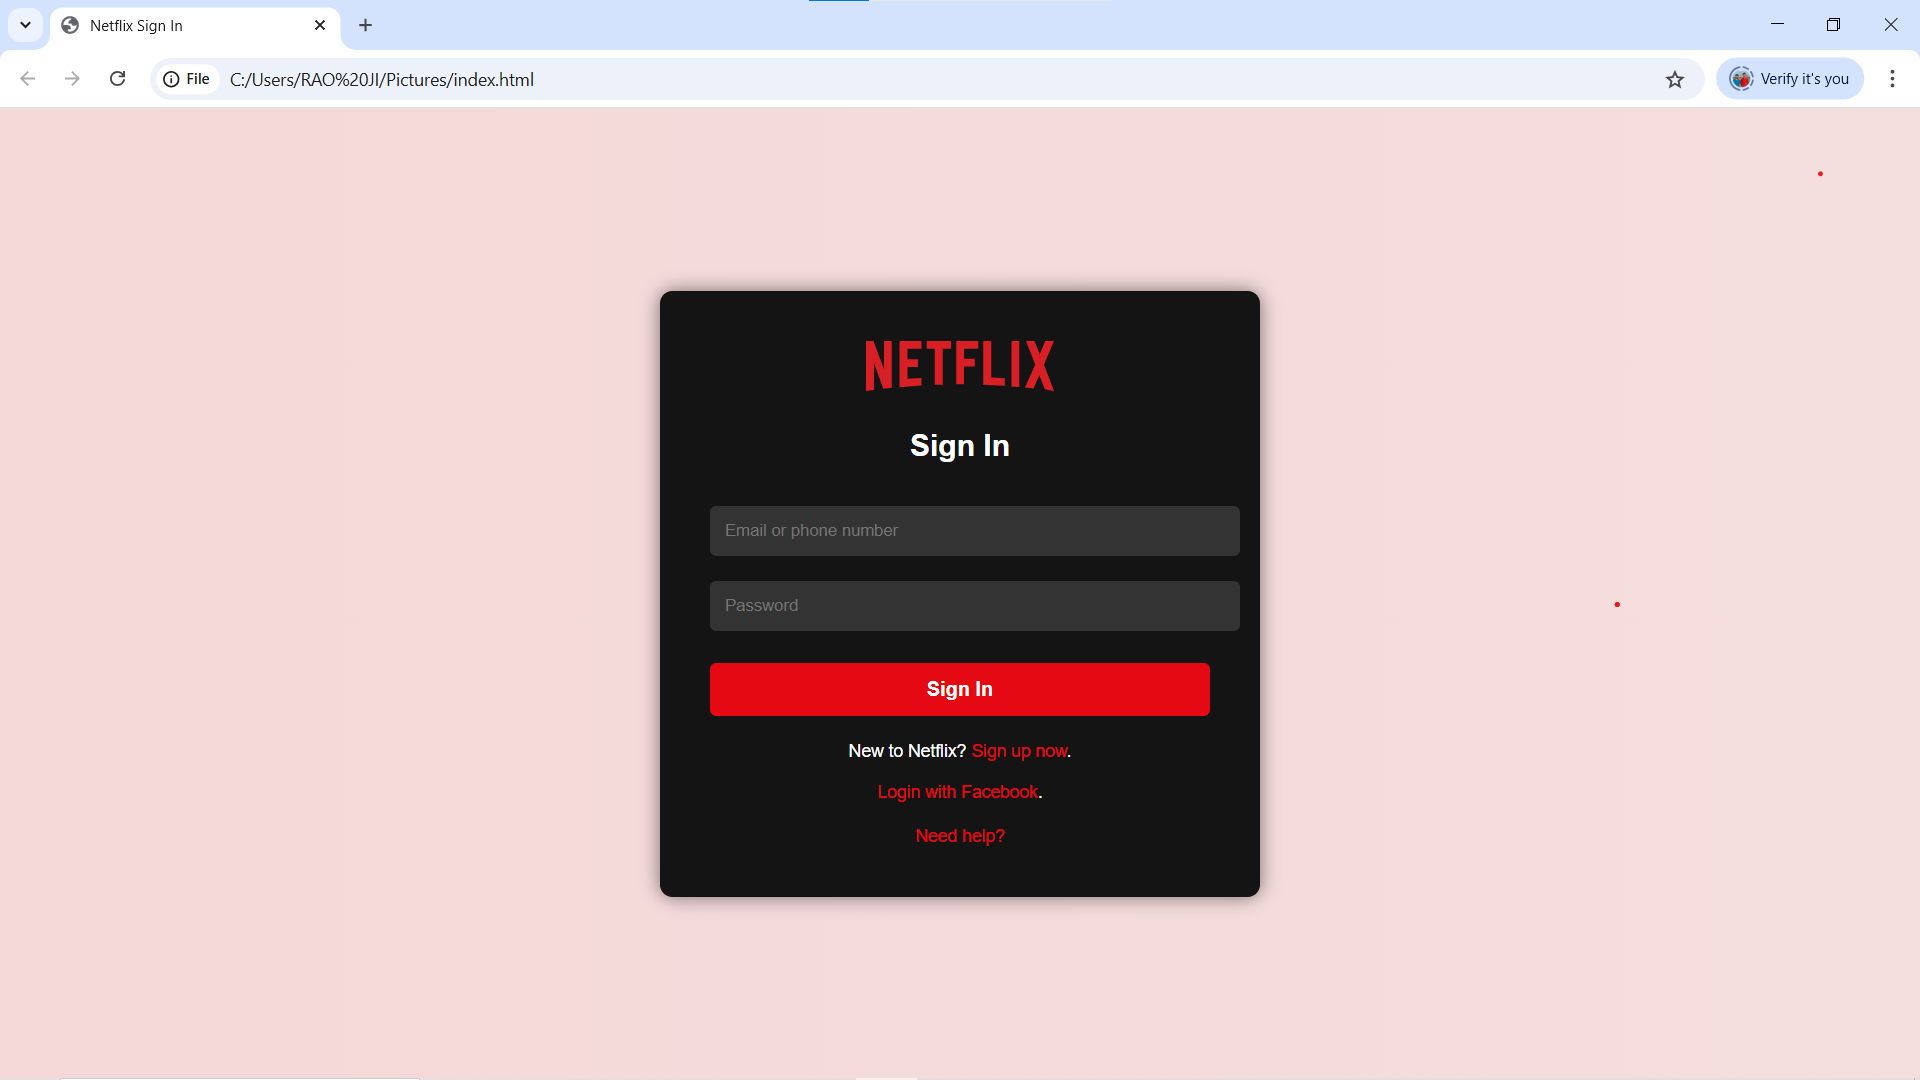 Netflix Sign In
File C:/Users/RAO%20JI/Pictures/index.html
Verify it's you
NETFLIX
Sign In
Email or phone number
Password
Sign In
New to Netflix? Sign up now.
Login with Facebook.
Need help?